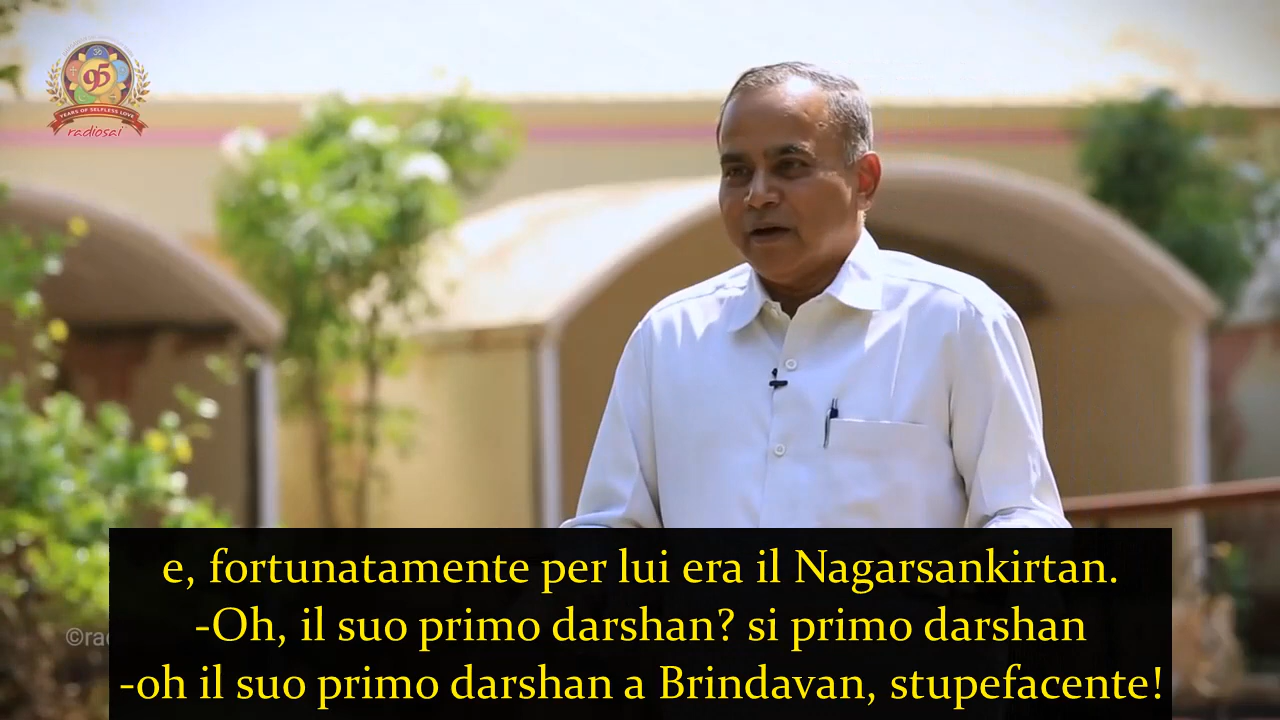 95
YEARS OF SELFLESS LOVE
radiosai
e, fortunatamente per lui era il Nagarsankirtan.
-Oh, il suo primo darshan? si primo darshan
-oh il suo primo darshan a Brindavan, stupefacente!